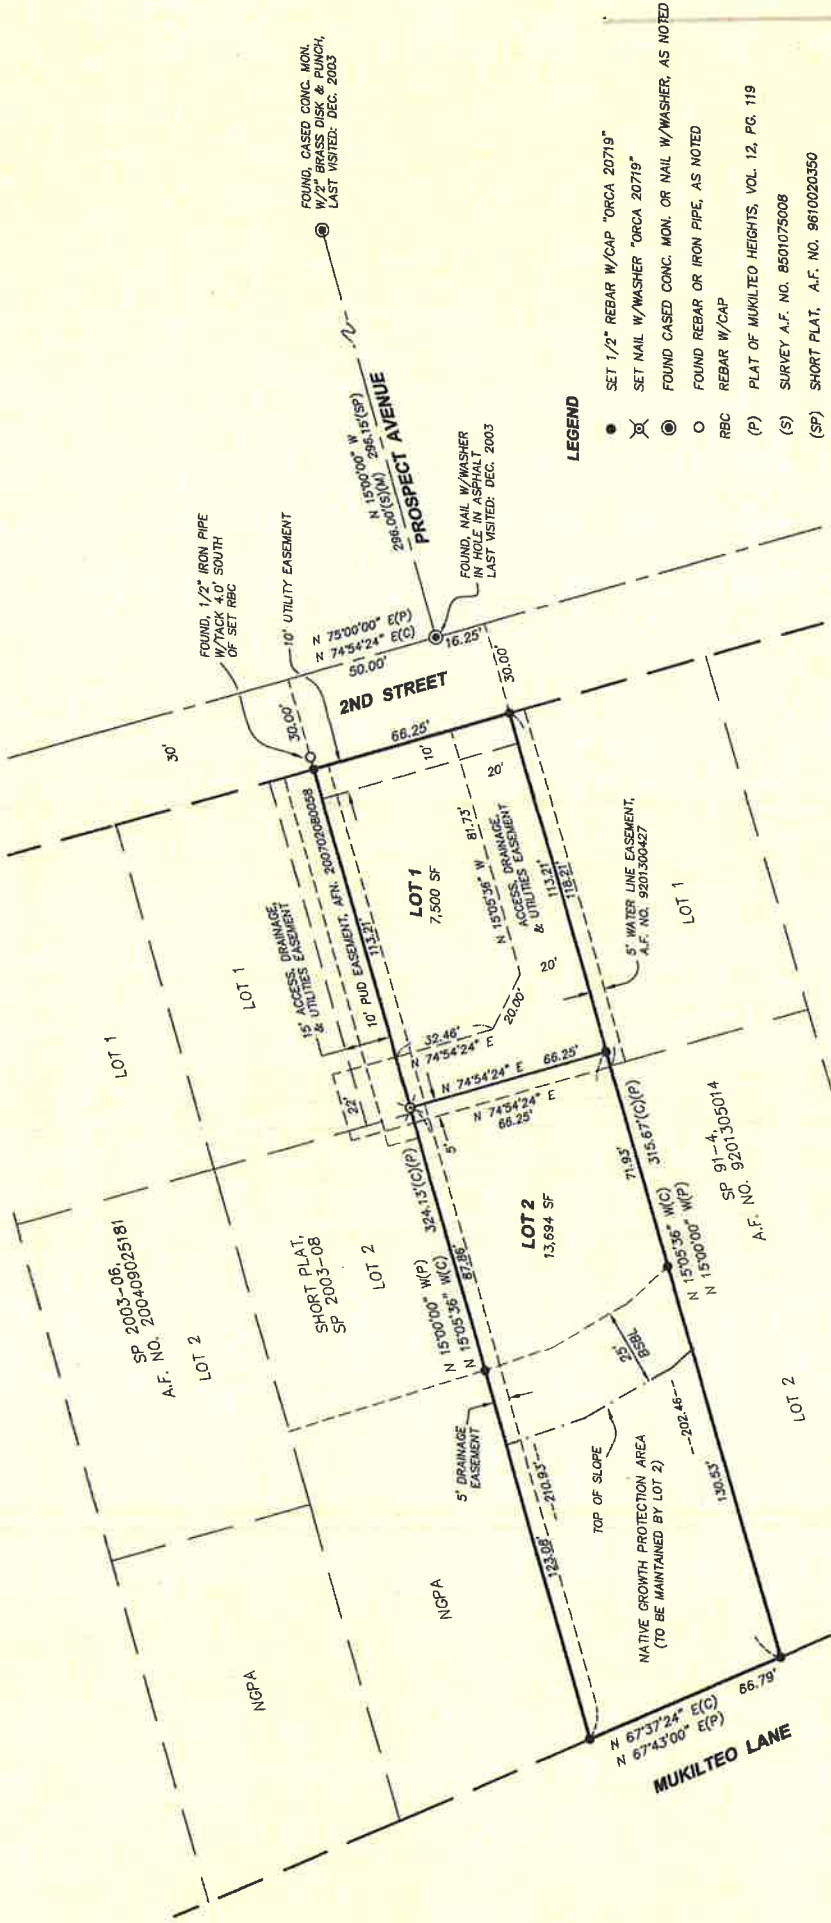 FOUND, CASED CONC. MON.
W/2" BRASS DISK & PUNCH,
LAST VISITED: DEC. 2003
N 15°00'00" W
296.00'(S)(M) 296.15'(SP)
PROSPECT AVENUE
FOUND, NAIL W/WASHER
IN HOLE IN ASPHALT
LAST VISITED: DEC. 2003
FOUND, 1/2" IRON PIPE
W/TACK 4.0' SOUTH
OF SET RBC
10' UTILITY EASEMENT
N 75°00'00" E(P)
N 74°54'24" E(C)
50.00'
16.25'
30'
30.00'
30.00'
2ND STREET
66.25'
10'
20'
LEGEND
SET 1/2" REBAR W/CAP "ORCA 20719"
SET NAIL W/WASHER "ORCA 20719"
FOUND CASED CONC. MON. OR NAIL W/WASHER, AS NOTED
FOUND REBAR OR IRON PIPE, AS NOTED
RBC REBAR W/CAP
(P) PLAT OF MUKILTEO HEIGHTS, VOL. 12, PG. 119
(S) SURVEY A.F. NO. 8501075008
(SP) SHORT PLAT, A.F. NO. 9610020350
LOT 1
LOT 1
15' ACCESS, DRAINAGE,
& UTILITIES EASEMENT
10' PUD EASEMENT, AFN. 200702080058
113.21'
LOT 1
7,500 SF
N 15°05'36" W
81.73'
ACCESS, DRAINAGE,
& UTILITIES EASEMENT
20'
20.00'
113.21'
118.21'
5' WATER LINE EASEMENT,
A.F. NO. 9201300427
LOT 1
22'
32.46'
N 74°54'24" E
N 74°54'24" E
66.25'
N 74°54'24" E
66.25'
5'
SP 2003-06,
A.F. NO. 200409025181
LOT 2
SHORT PLAT,
SP 2003-08
LOT 2
324.13'(C)(P)
N 15°00'00" W(P)
N 15°05'36" W(C)
87.86'
LOT 2
13,694 SF
71.93'
315.67'(C)(P)
N 15°05'36" W(C)
N 15°00'00" W(P)
SP 91-4,
A.F. NO. 9201305014
LOT 2
25'
BSBL
5' DRAINAGE
EASEMENT
TOP OF SLOPE
--202.46--
--210.93'--
123.08'
130.53'
NATIVE GROWTH PROTECTION AREA
(TO BE MAINTAINED BY LOT 2)
NGPA
NGPA
N 67°37'24" E(C)
N 67°43'00" E(P)
66.79'
MUKILTEO LANE